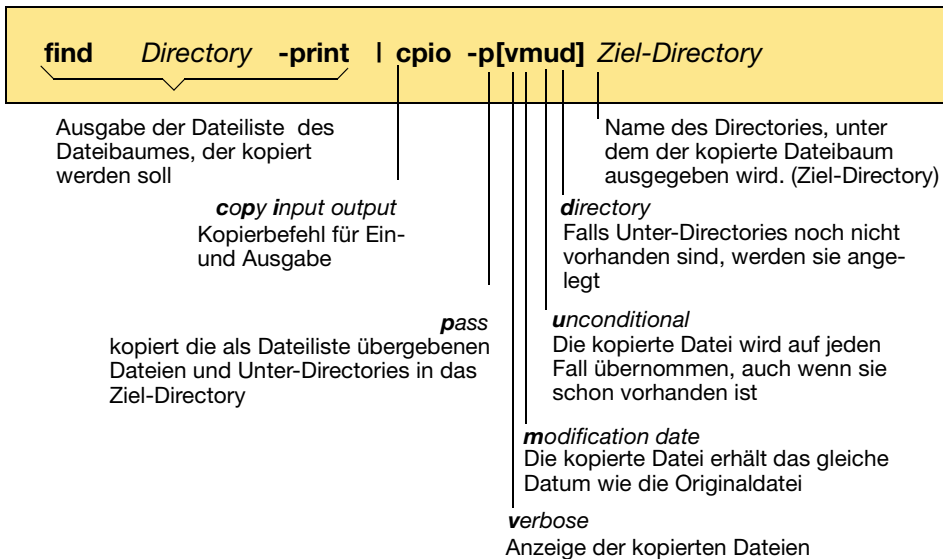 find Directory -print | cpio -p[vmud] Ziel-Directory
Ausgabe der Dateiliste des
Dateibaumes, der kopiert
werden soll
Name des Directories, unter
dem der kopierte Dateibaum
ausgegeben wird. (Ziel-Directory)
copy input output
Kopierbefehl für Ein-
und Ausgabe
directory
Falls Unter-Directories noch nicht
vorhanden sind, werden sie ange-
legt
pass
kopiert die als Dateiliste übergebenen
Dateien und Unter-Directories in das
Ziel-Directory
unconditional
Die kopierte Datei wird auf jeden
Fall übernommen, auch wenn sie
schon vorhanden ist
modification date
Die kopierte Datei erhält das gleiche
Datum wie die Originaldatei
verbose
Anzeige der kopierten Dateien